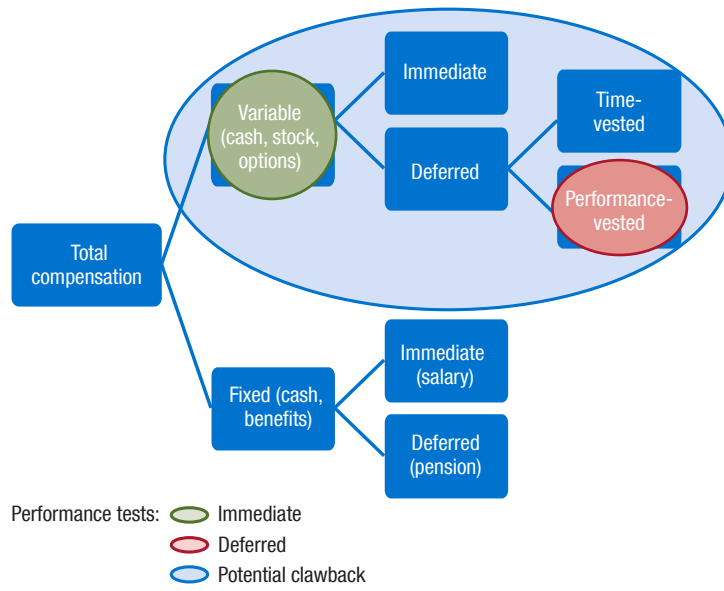 Immediate
Time-
vested
Variable
(cash, stock,
options)
Deferred
Performance-
vested
Total
compensation
Immediate
(salary)
Fixed (cash,
benefits)
Deferred
(pension)
Performance tests:
Immediate
Deferred
Potential clawback